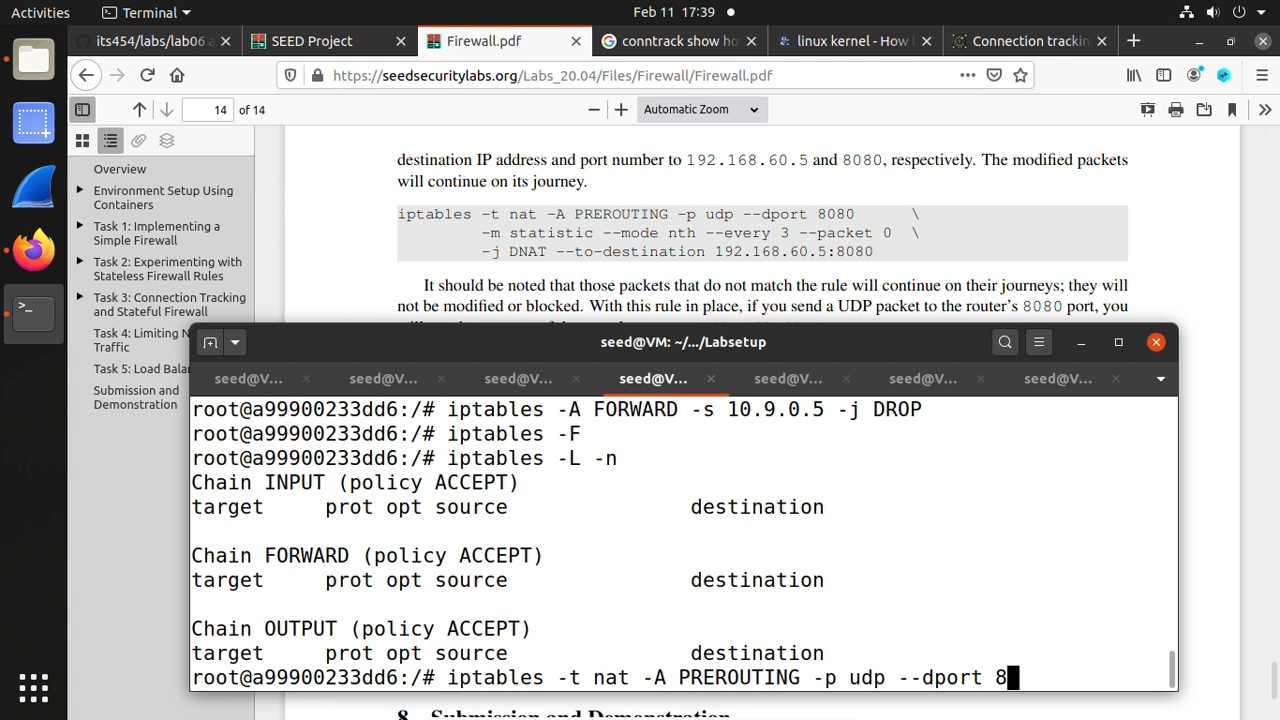 Activities
Terminal
Feb 11 17:39
its454/labs/lab06 a
SEED Project
Firewall.pdf
conntrack show ho
linux kernel - How
Connection trackin
https://seedsecuritylabs.org/Labs_20.04/Files/Firewall/Firewall.pdf
14
of 14
Automatic Zoom
Overview
Environment Setup Using
Containers
Task 1: Implementing a
Simple Firewall
Task 2: Experimenting with
Stateless Firewall Rules
Task 3: Connection Tracking
and Stateful Firewall
Task 4: Limiting N
Traffic
Task 5: Load Balan
Submission and
Demonstration
destination IP address and port number to 192.168.60.5 and 8080, respectively. The modified packets
will continue on its journey.
iptables -t nat -A PREROUTING -p udp --dport 8080 \
-m statistic --mode nth --every 3 --packet 0 \
-j DNAT --to-destination 192.168.60.5:8080
It should be noted that those packets that do not match the rule will continue on their journeys; they will
not be modified or blocked. With this rule in place, if you send a UDP packet to the router's 8080 port, you
seed@VM: ~/.../Labsetup
seed@V...
seed@V...
seed@V...
seed@V...
seed@V...
seed@V...
seed@V...
root@a99900233dd6:/# iptables -A FORWARD -s 10.9.0.5 -j DROP
root@a99900233dd6:/# iptables -F
root@a99900233dd6:/# iptables -L -n
Chain INPUT (policy ACCEPT)
target prot opt source destination
Chain FORWARD (policy ACCEPT)
target prot opt source destination
Chain OUTPUT (policy ACCEPT)
target prot opt source destination
root@a99900233dd6:/# iptables -t nat -A PREROUTING -p udp --dport 8
8 Submission and Demonstration